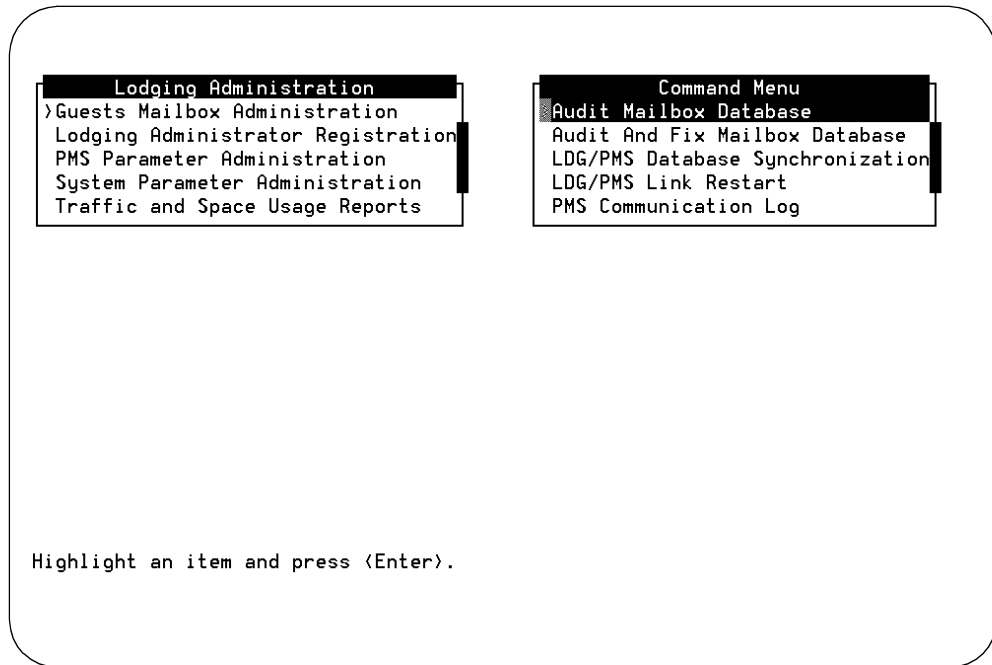 Lodging Administration
>Guests Mailbox Administration
Lodging Administrator Registration
PMS Parameter Administration
System Parameter Administration
Traffic and Space Usage Reports
Command Menu
>Audit Mailbox Database
Audit And Fix Mailbox Database
LDG/PMS Database Synchronization
LDG/PMS Link Restart
PMS Communication Log
Highlight an item and press <Enter>.